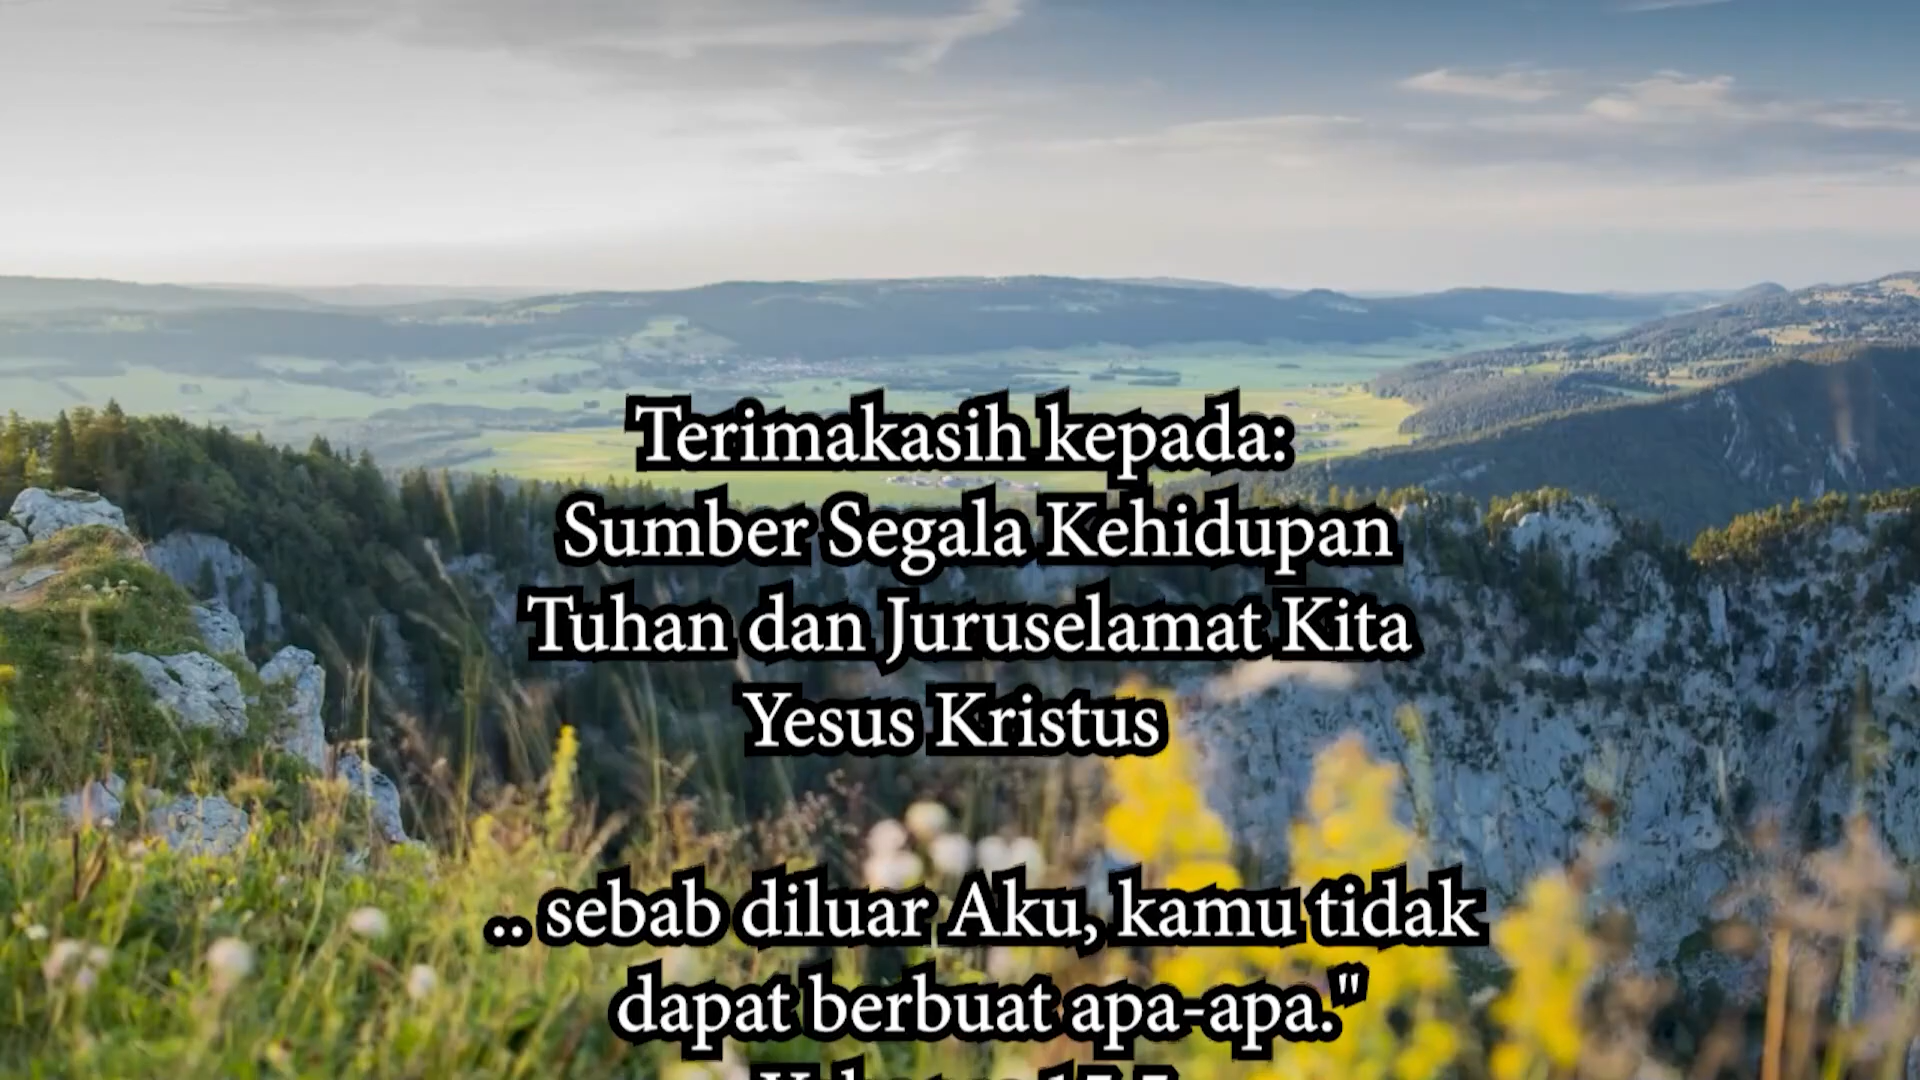 Terimakasih kepada:
Sumber Segala Kehidupan
Tuhan dan Juruselamat Kita
Yesus Kristus
.. sebab diluar Aku, kamu tidak
dapat berbuat apa-apa."